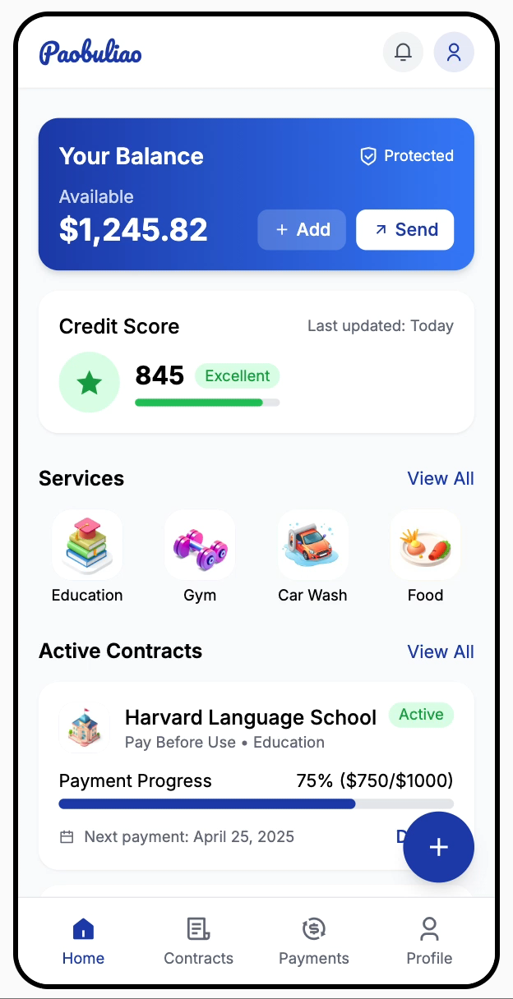 Paobuliao
Your Balance
Protected
Available
$1,245.82
+ Add
Send
Credit Score
Last updated: Today
845
Excellent
Services
View All
Education
Gym
Car Wash
Food
Active Contracts
View All
Harvard Language School
Active
Pay Before Use • Education
Payment Progress
75% ($750/$1000)
Next payment: April 25, 2025
Home
Contracts
Payments
Profile